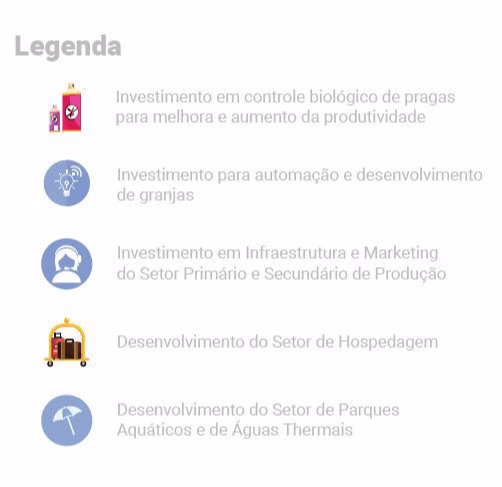 Legenda
Investimento em controle biológico de pragas
para melhora e aumento da produtividade
Investimento para automação e desenvolvimento
de granjas
Investimento em Infraestrutura e Marketing
do Setor Primário e Secundário de Produção
Desenvolvimento do Setor de Hospedagem
Desenvolvimento do Setor de Parques
Aquáticos e de Águas Thermais